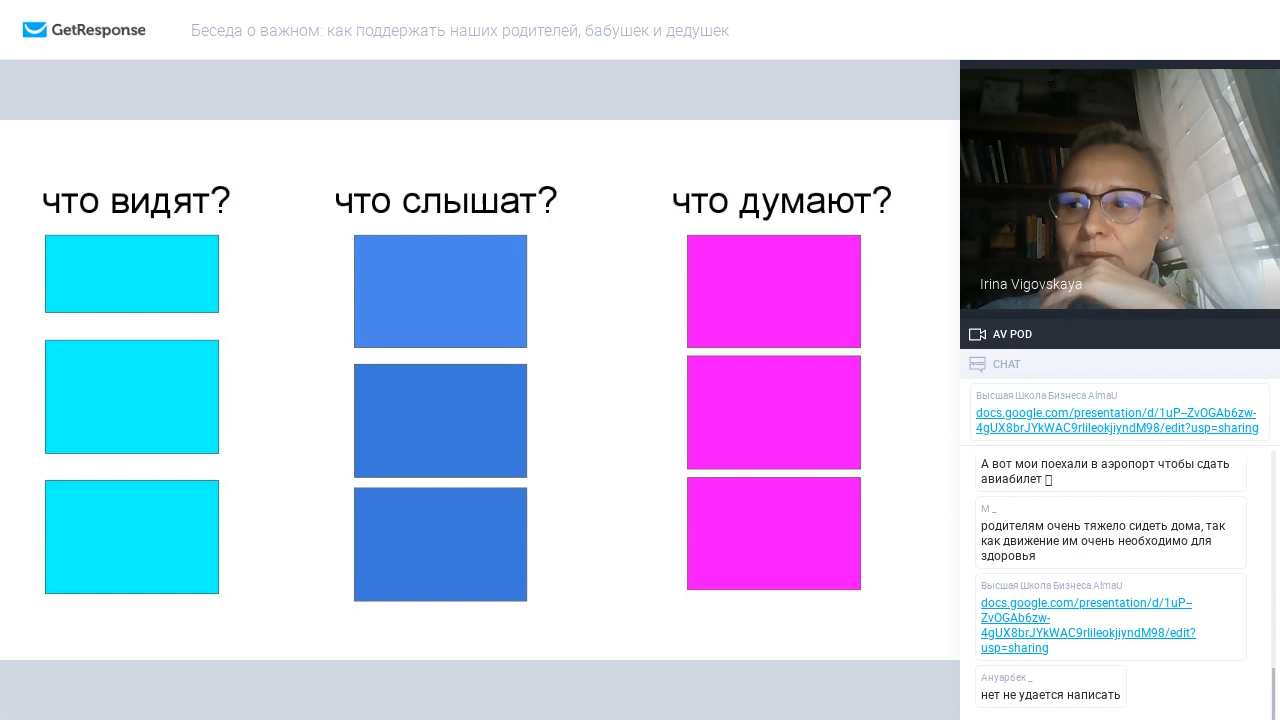 GetResponse
Беседа о важном: как поддержать наших родителей, бабушек и дедушек
что видят?
что слышат?
что думают?
Irina Vigovskaya
AV POD
CHAT
Высшая Школа Бизнеса AlmaU
docs.google.com/presentation/d/1uP--ZvOGAb6zw-
4gUX8brJYkWAC9rIileokjiyndM98/edit?usp=sharing
А вот мои поехали в аэропорт чтобы сдать
авиабилет
М _
родителям очень тяжело сидеть дома, так
как движение им очень необходимо для
здоровья
Высшая Школа Бизнеса AlmaU
docs.google.com/presentation/d/1uP--
ZvOGAb6zw-
4gUX8brJYkWAC9rIileokjiyndM98/edit?
usp=sharing
Ануарбек _
нет не удается написать